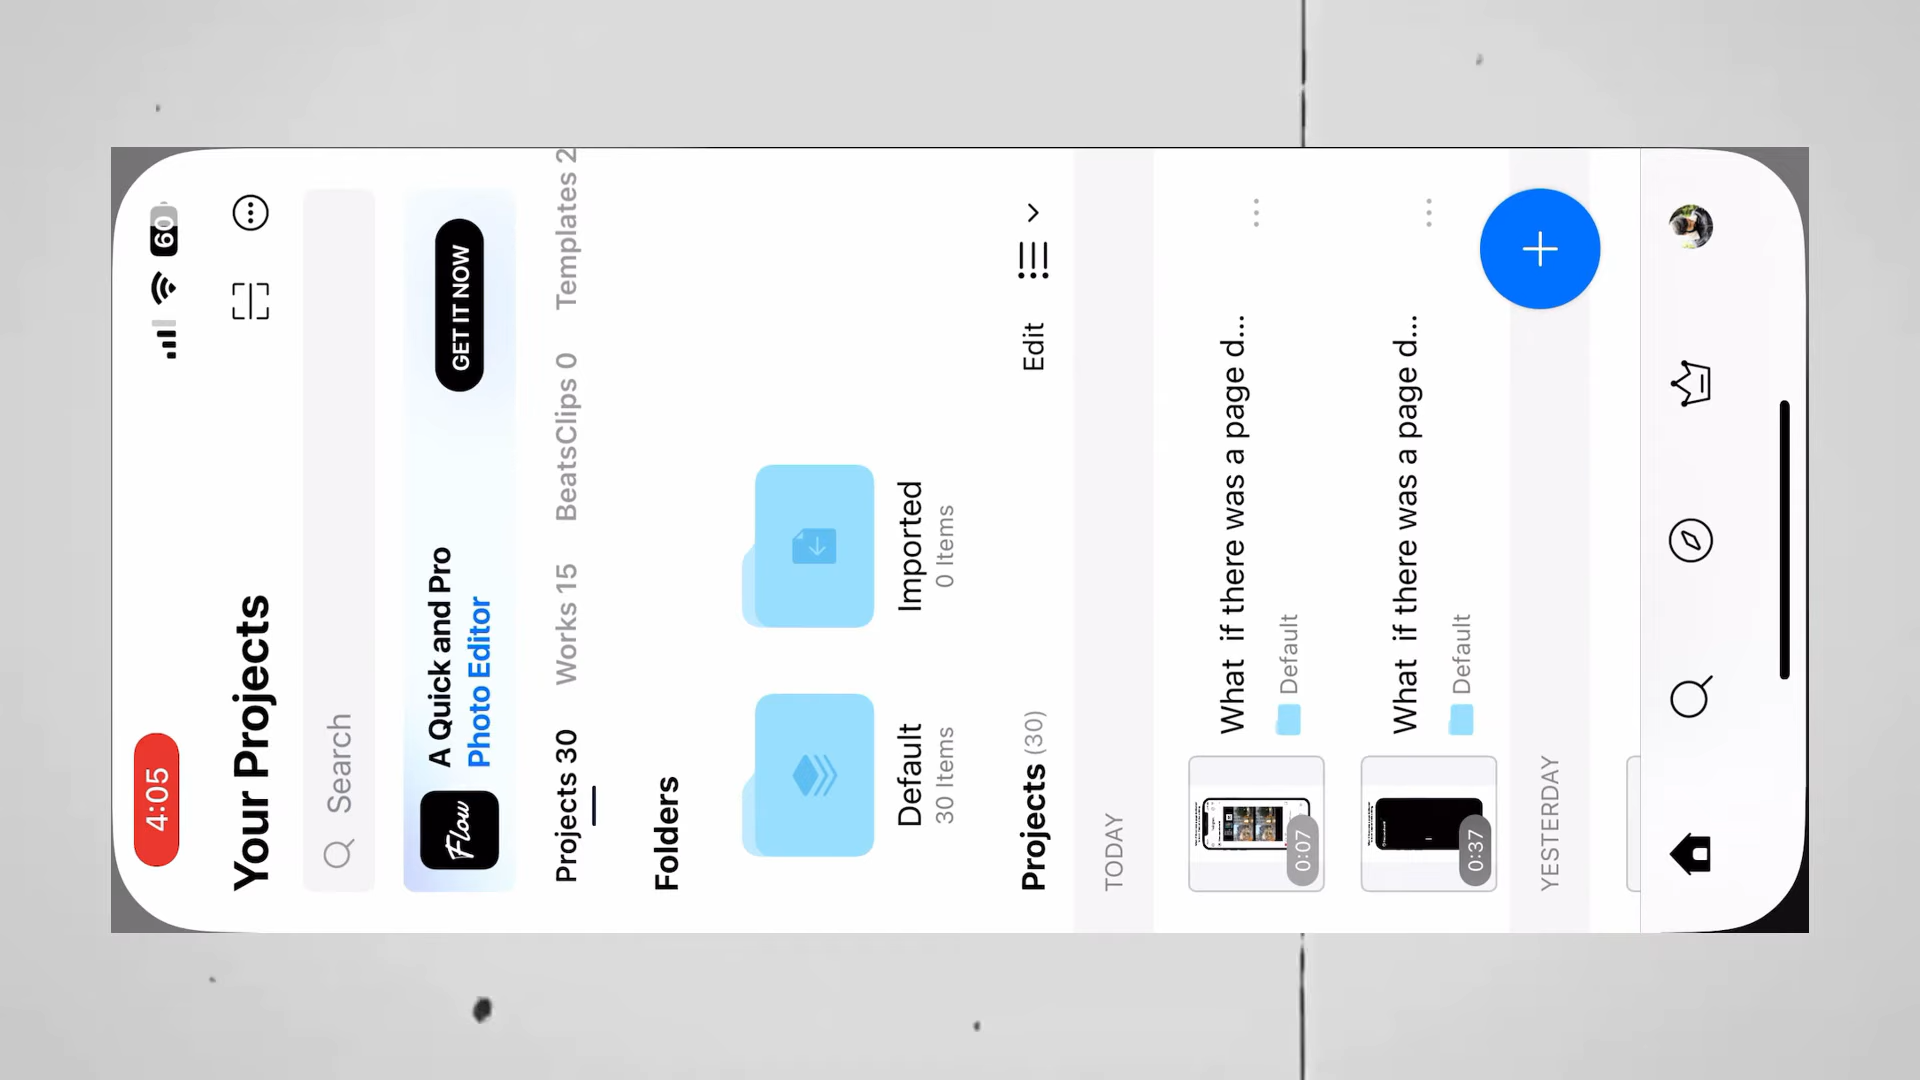 4:05
60
Your Projects
Search
Flow
A Quick and Pro
Photo Editor
GET IT NOW
Projects 30
Works 15
BeatsClips 0
Templates 2
Folders
Default
30 Items
Imported
0 Items
Projects (30)
Edit
TODAY
0:07
What if there was a page d...
Default
0:37
What if there was a page d...
Default
YESTERDAY